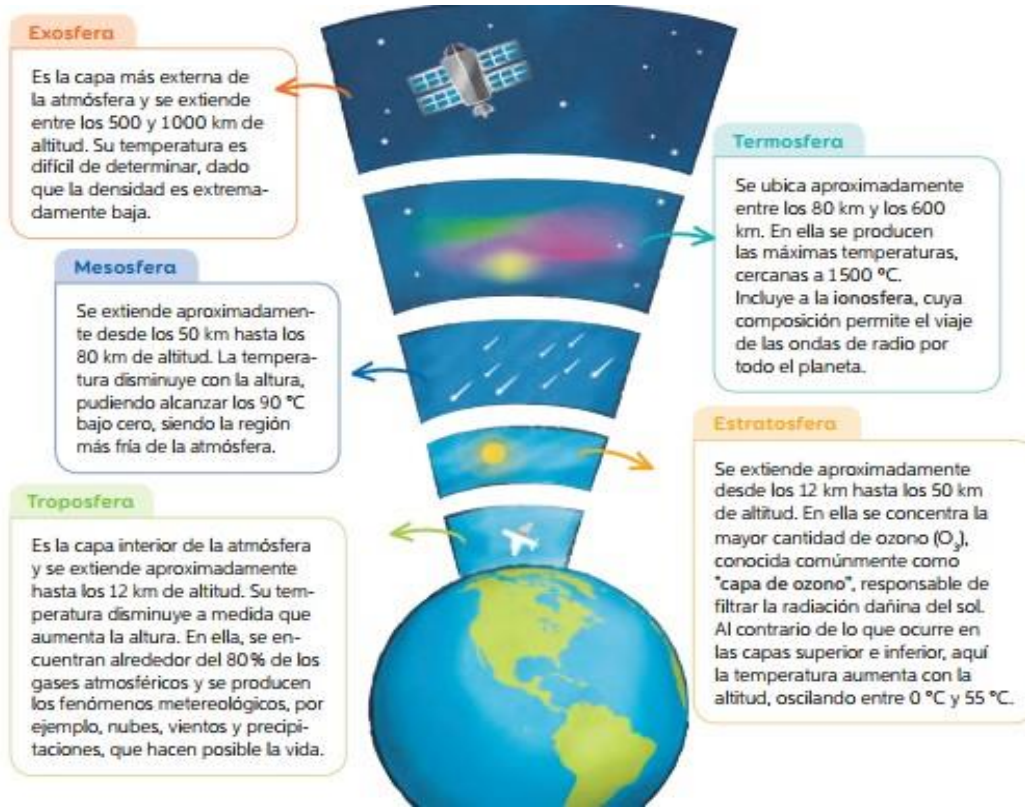 Exosfera
Es la capa más externa de
la atmósfera y se extiende
entre los 500 y 1000 km de
altitud. Su temperatura es
difícil de determinar, dado
que la densidad es extrema-
damente baja.
Termosfera
Se ubica aproximadamente
entre los 80 km y los 600
km. En ella se producen
las máximas temperaturas,
cercanas a 1500 °C.
Incluye a la ionosfera, cuya
composición permite el viaje
de las ondas de radio por
todo el planeta.
Mesosfera
Se extiende aproximadamen-
te desde los 50 km hasta los
80 km de altitud. La tempera-
tura disminuye con la altura,
pudiendo alcanzar los 90 °C
bajo cero, siendo la región
más fría de la atmósfera.
Estratosfera
Se extiende aproximadamente
desde los 12 km hasta los 50 km
de altitud. En ella se concentra la
mayor cantidad de ozono (O₃),
conocida comúnmente como
"capa de ozono", responsable de
filtrar la radiación dañina del sol.
Al contrario de lo que ocurre en
las capas superior e inferior, aquí
la temperatura aumenta con la
altitud, oscilando entre 0 °C y 55 °C.
Troposfera
Es la capa interior de la atmósfera
y se extiende aproximadamente
hasta los 12 km de altitud. Su tem-
peratura disminuye a medida que
aumenta la altura. En ella, se en-
cuentran alrededor del 80% de los
gases atmosféricos y se producen
los fenómenos metereológicos, por
ejemplo, nubes, vientos y precipi-
taciones, que hacen posible la vida.